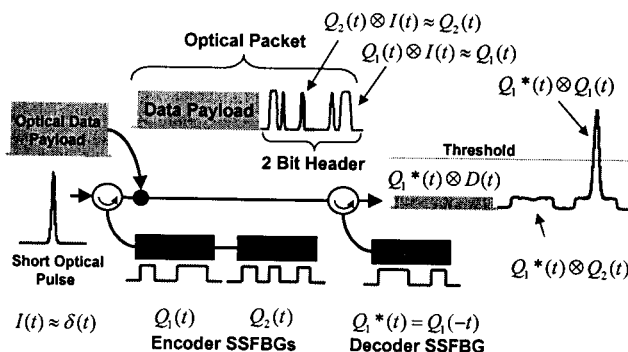 Q₂(t) ⊗ I(t) ≈ Q₂(t)
Optical Packet
Q₁(t) ⊗ I(t) ≈ Q₁(t)
Q₁*(t) ⊗ Q₁(t)
Optical Data
Payload
Data Payload
2 Bit Header
Threshold
Q₁*(t) ⊗ D(t)
Short Optical
Pulse
Q₁*(t) ⊗ Q₂(t)
I(t) ≈ δ(t)
Q₁(t)
Q₂(t)
Q₁*(t) = Q₁(-t)
Encoder SSFBGs
Decoder SSFBG